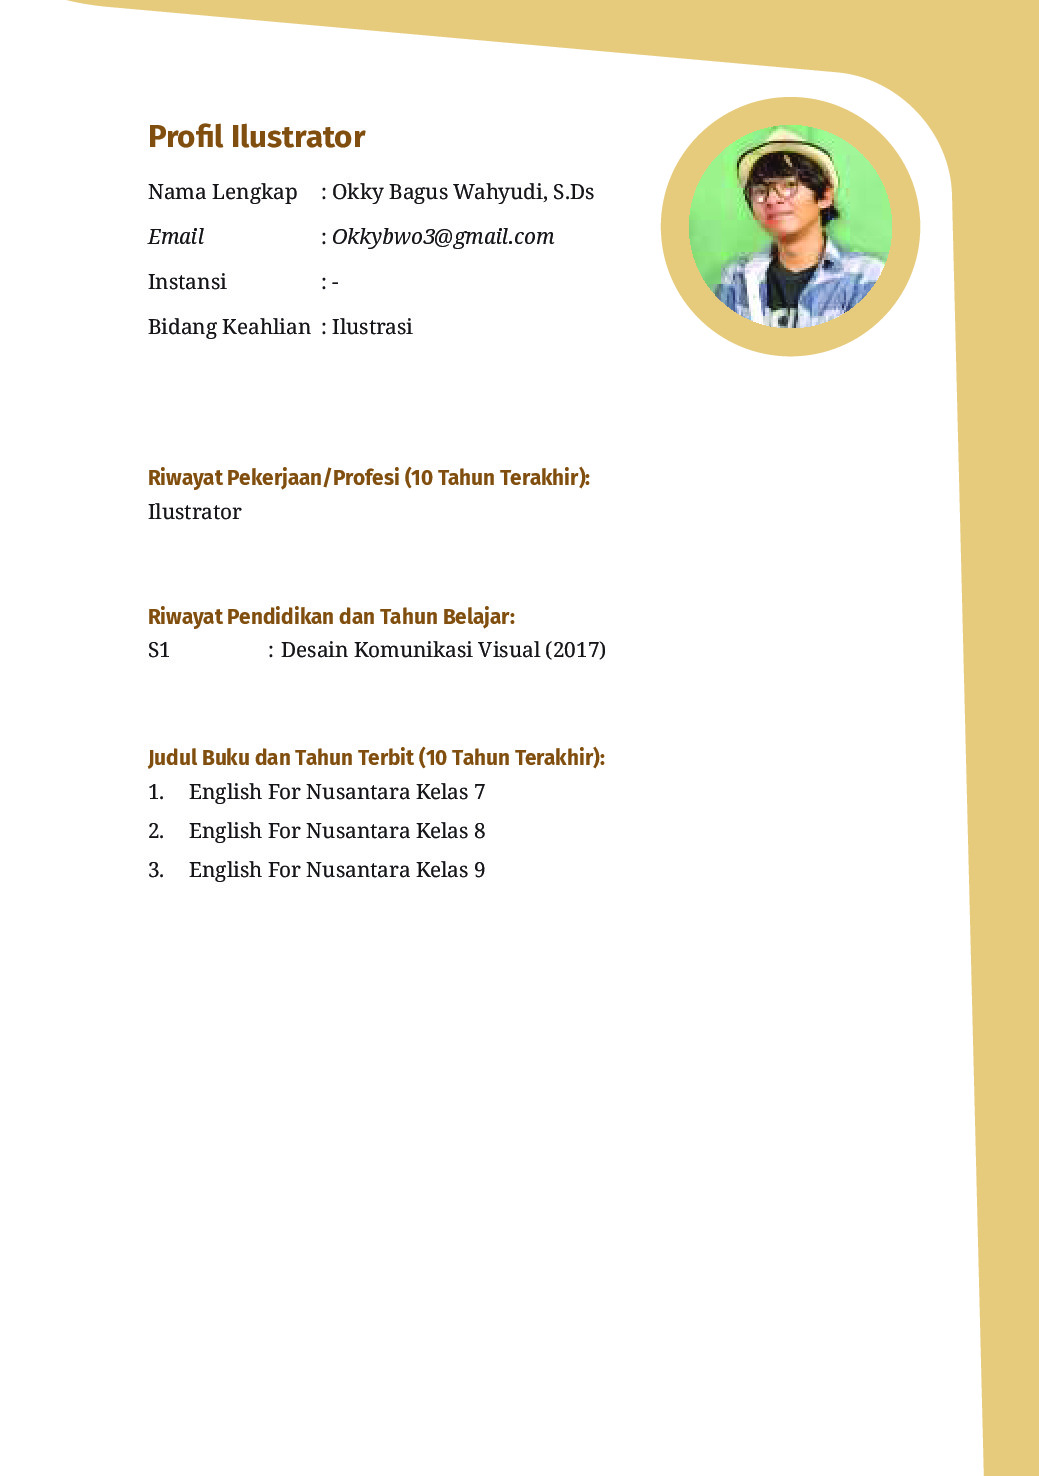 Profil Ilustrator
Nama Lengkap : Okky Bagus Wahyudi, S.Ds
Email : Okkybwo3@gmail.com
Instansi : -
Bidang Keahlian : Ilustrasi
Riwayat Pekerjaan/Profesi (10 Tahun Terakhir):
Ilustrator
Riwayat Pendidikan dan Tahun Belajar:
S1 : Desain Komunikasi Visual (2017)
Judul Buku dan Tahun Terbit (10 Tahun Terakhir):
1. English For Nusantara Kelas 7
2. English For Nusantara Kelas 8
3. English For Nusantara Kelas 9